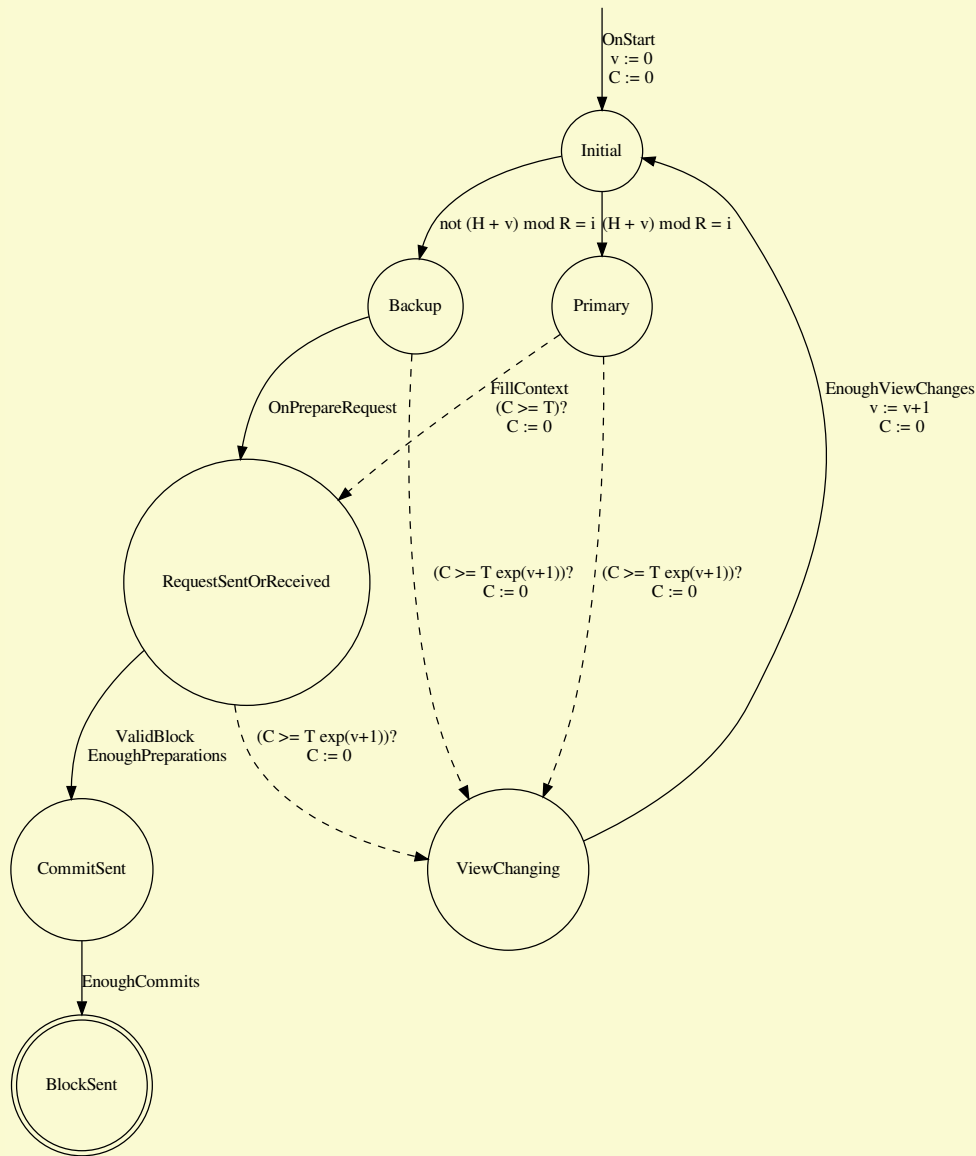 OnStart
v := 0
C := 0
Initial
not (H + v) mod R = i
(H + v) mod R = i
Backup
Primary
OnPrepareRequest
FillContext
(C >= T)?
C := 0
EnoughViewChanges
v := v+1
C := 0
RequestSentOrReceived
(C >= T exp(v+1))?
C := 0
(C >= T exp(v+1))?
C := 0
ValidBlock
EnoughPreparations
(C >= T exp(v+1))?
C := 0
CommitSent
ViewChanging
EnoughCommits
BlockSent